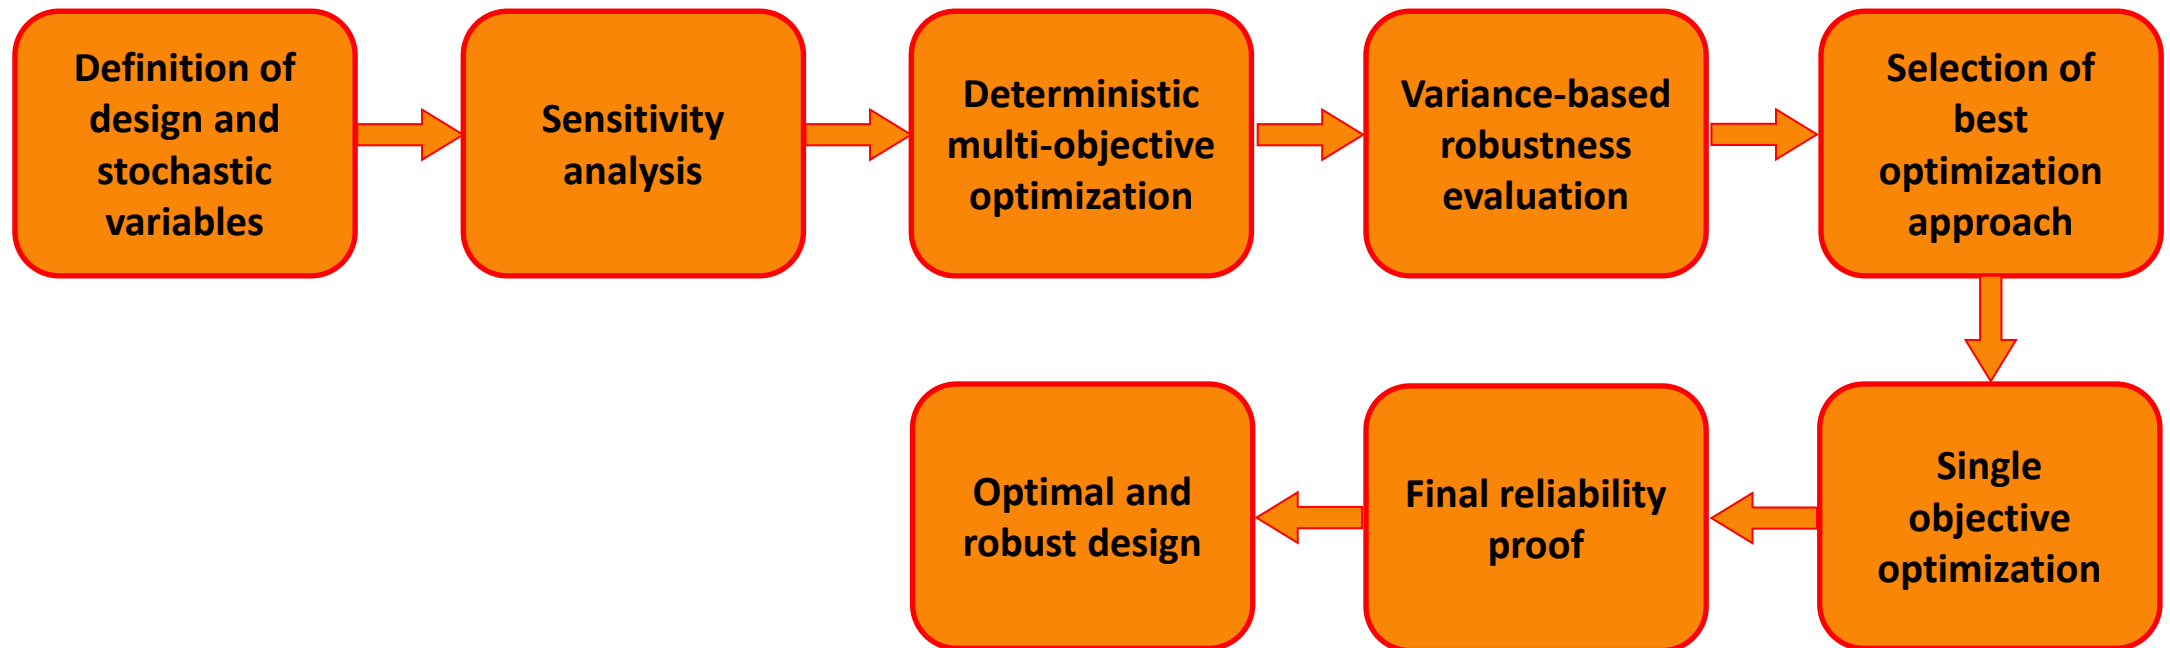 Definition of
design and
stochastic
variables
Sensitivity
analysis
Deterministic
multi-objective
optimization
Variance-based
robustness
evaluation
Selection of
best
optimization
approach
Single
objective
optimization
Final reliability
proof
Optimal and
robust design